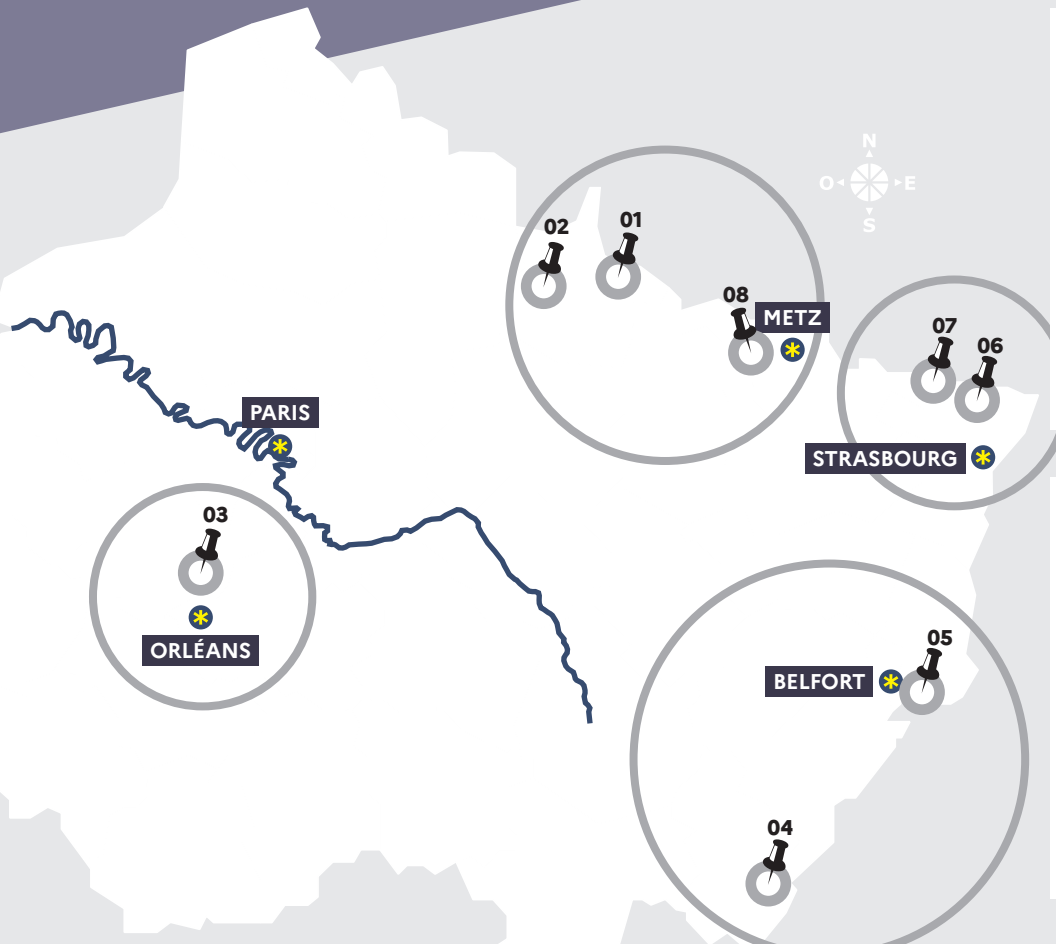 N
O E
S
02
01
08
METZ
07
06
PARIS
STRASBOURG
03
ORLÉANS
05
BELFORT
04